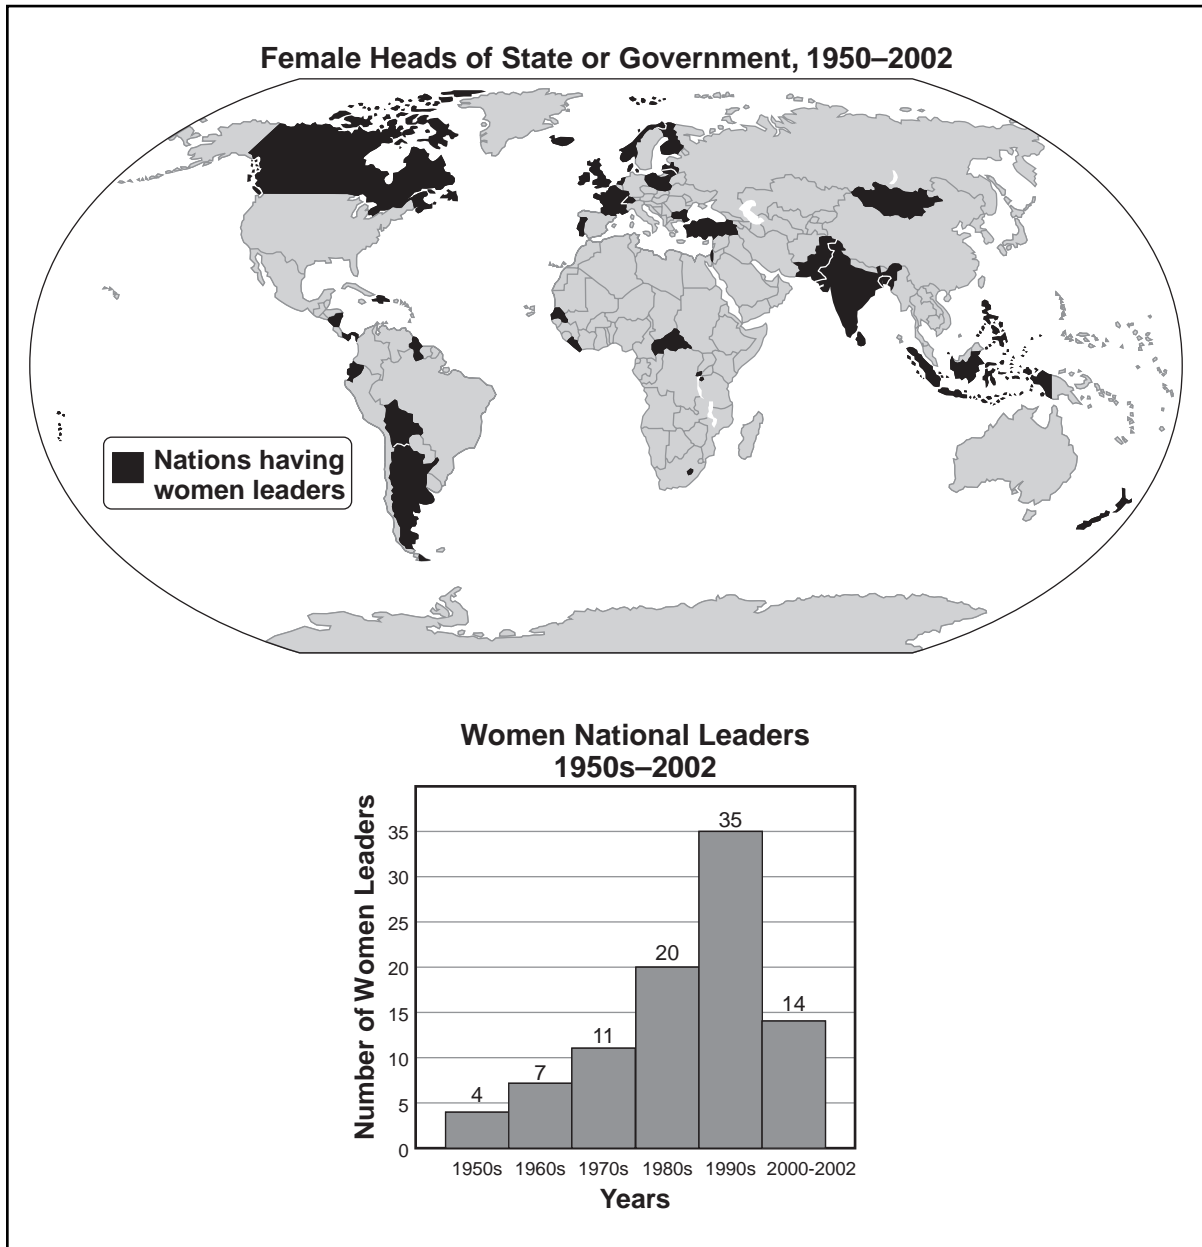 Female Heads of State or Government, 1950–2002
Nations having
women leaders
Women National Leaders
1950s–2002
Number of Women Leaders
35
30
25
20
15
10
5
0
4
7
11
20
35
14
1950s 1960s 1970s 1980s 1990s 2000-2002
Years